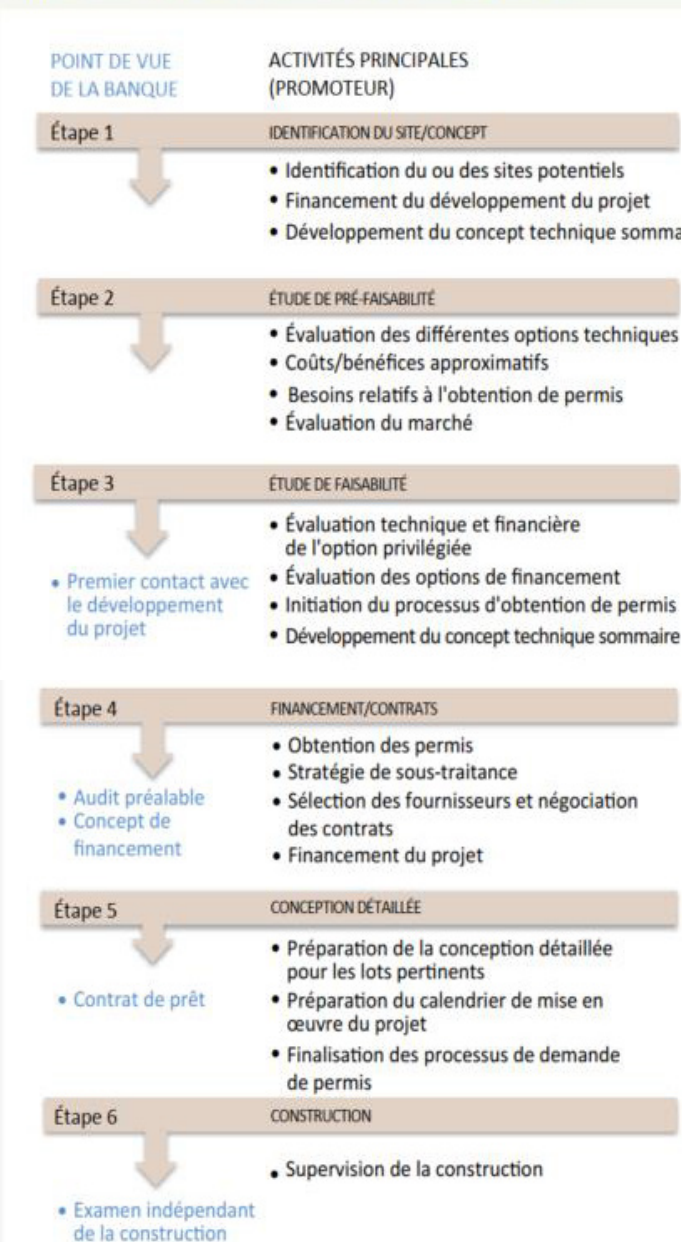 POINT DE VUE
DE LA BANQUE
ACTIVITÉS PRINCIPALES
(PROMOTEUR)
Étape 1
IDENTIFICATION DU SITE/CONCEPT
• Identification du ou des sites potentiels
• Financement du développement du projet
• Développement du concept technique somma
Étape 2
ÉTUDE DE PRÉ-FAISABILITÉ
• Évaluation des différentes options techniques
• Coûts/bénéfices approximatifs
• Besoins relatifs à l'obtention de permis
• Évaluation du marché
Étape 3
ÉTUDE DE FAISABILITÉ
• Premier contact avec
le développement
du projet
• Évaluation technique et financière
de l'option privilégiée
• Évaluation des options de financement
• Initiation du processus d'obtention de permis
• Développement du concept technique sommaire
Étape 4
FINANCEMENT/CONTRATS
• Audit préalable
• Concept de
financement
• Obtention des permis
• Stratégie de sous-traitance
• Sélection des fournisseurs et négociation
des contrats
• Financement du projet
Étape 5
CONCEPTION DÉTAILLÉE
• Contrat de prêt
• Préparation de la conception détaillée
pour les lots pertinents
• Préparation du calendrier de mise en
œuvre du projet
• Finalisation des processus de demande
de permis
Étape 6
CONSTRUCTION
• Examen indépendant
de la construction
• Supervision de la construction